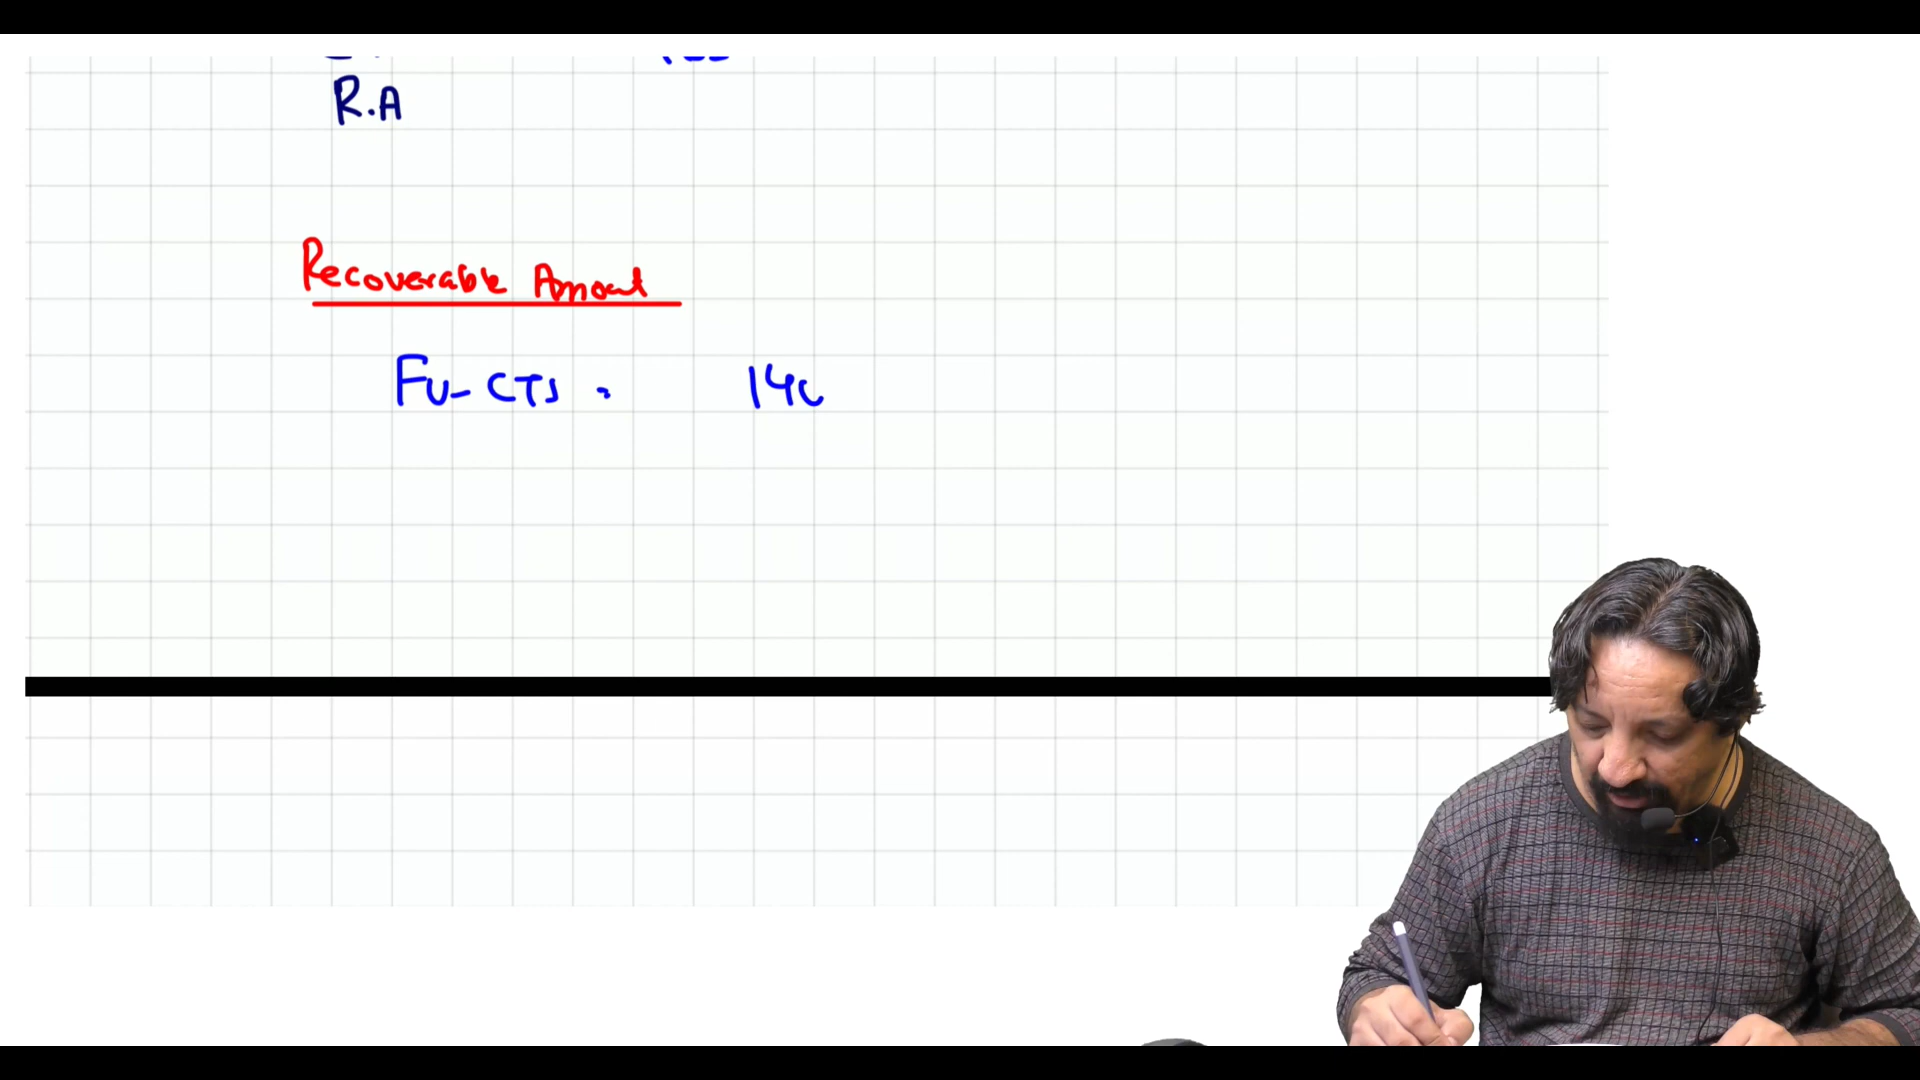 R.A
Recoverable Amount
FV-CTS = 140